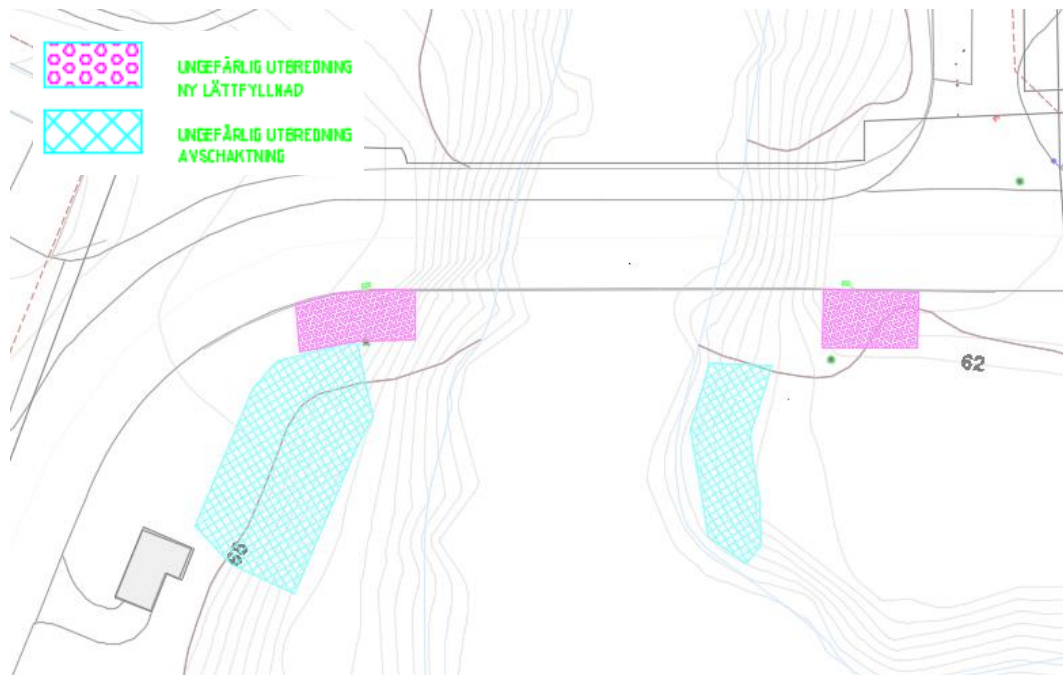 UNGEFÄRLIG UTBREDNING
NY LÄTTFYLLNAD
UNGEFÄRLIG UTBREDNING
AVSCHAKTNING
62